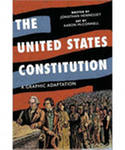 THE
WRITTEN BY
JONATHAN HENNESSEY
ART BY
AARON McCONNELL
UNITED STATES
CONSTITUTION
A GRAPHIC ADAPTATION